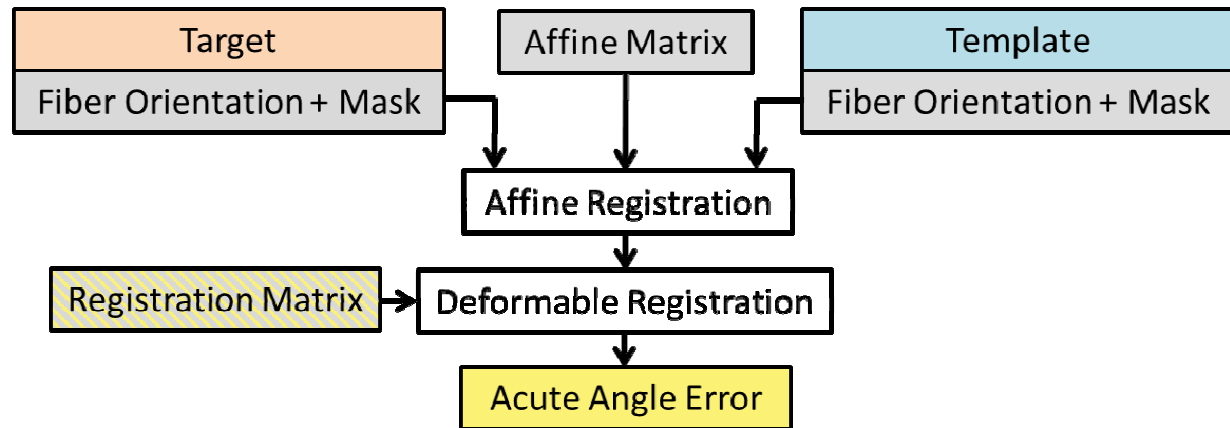 Target
Affine Matrix
Template
Fiber Orientation + Mask
Fiber Orientation + Mask
Affine Registration
Registration Matrix
Deformable Registration
Acute Angle Error